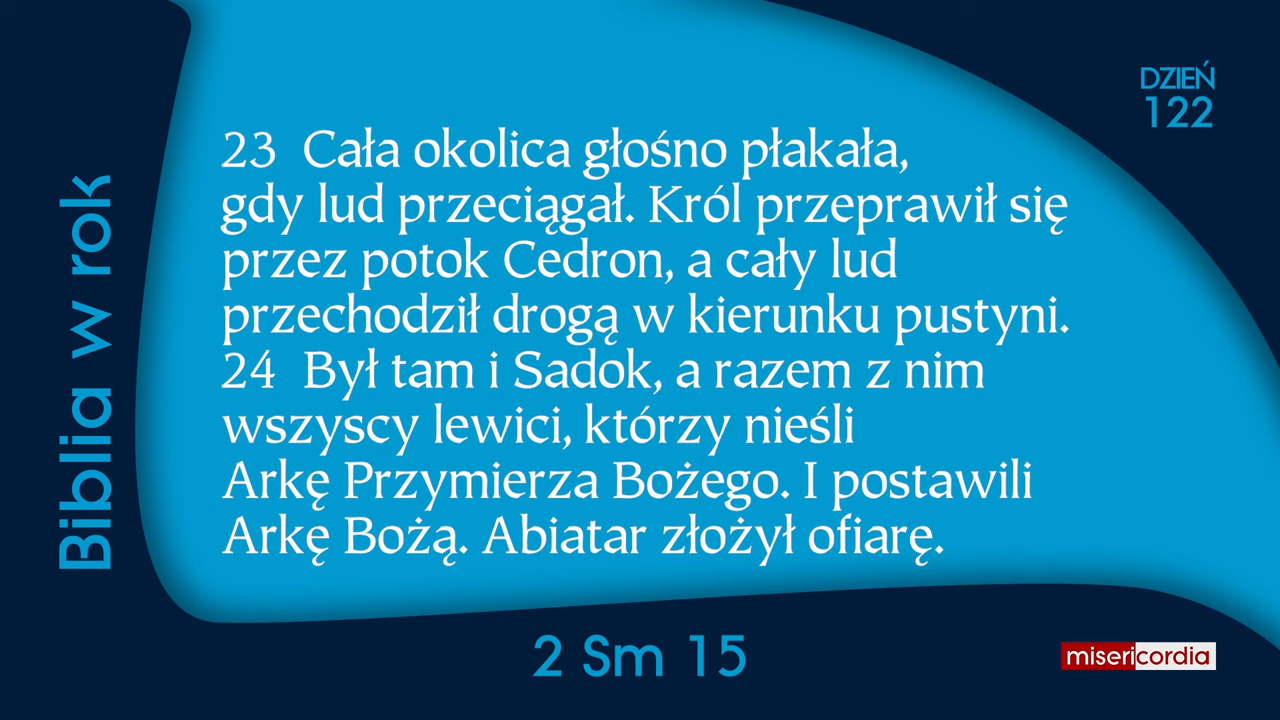 DZIEŃ
122
23 Cała okolica głośno płakała,
gdy lud przeciągał. Król przeprawił się
przez potok Cedron, a cały lud
przechodził drogą w kierunku pustyni.
24 Był tam i Sadok, a razem z nim
wszyscy lewici, którzy nieśli
Arkę Przymierza Bożego. I postawili
Arkę Bożą. Abiatar złożył ofiarę.
Biblia w rok
2 Sm 15
misericordia